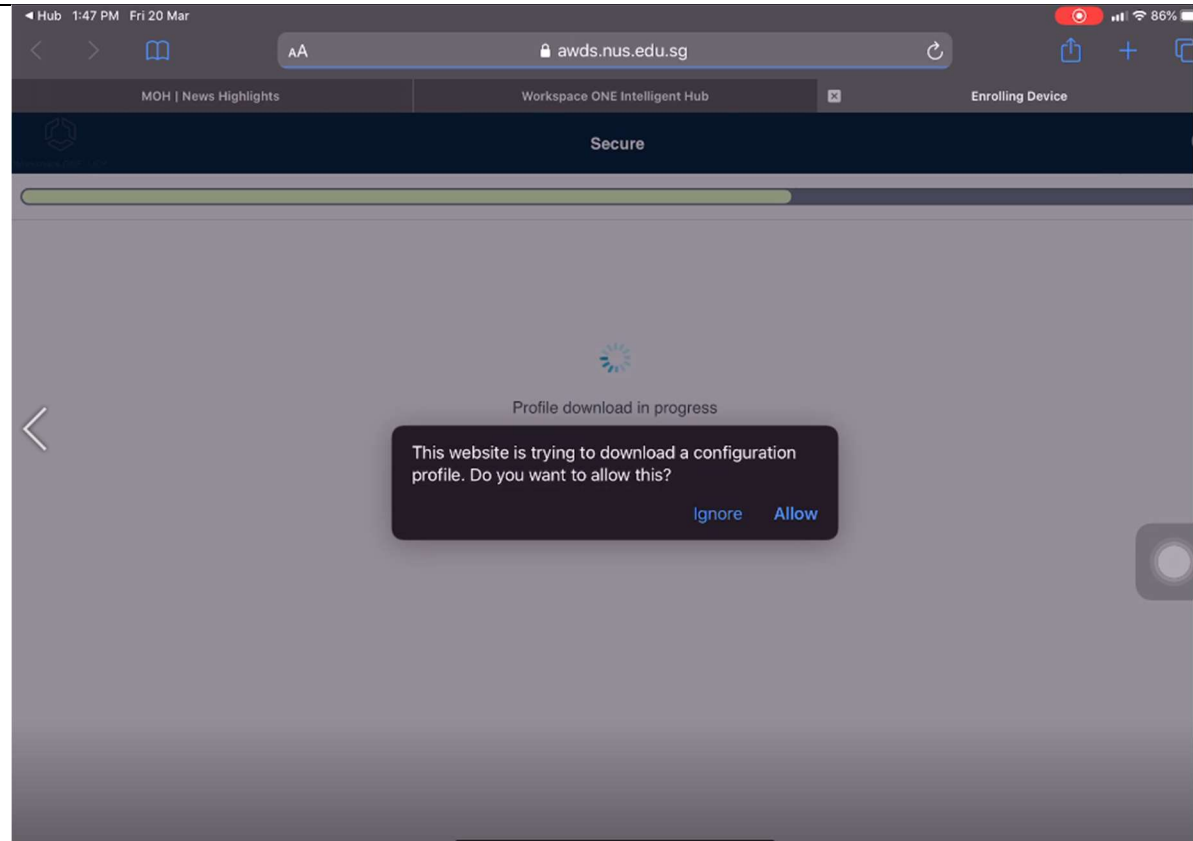 Hub 1:47 PM Fri 20 Mar
86%
AA awds.nus.edu.sg
MOH | News Highlights
Workspace ONE Intelligent Hub
Enrolling Device
Secure
Profile download in progress
This website is trying to download a configuration
profile. Do you want to allow this?
Ignore Allow